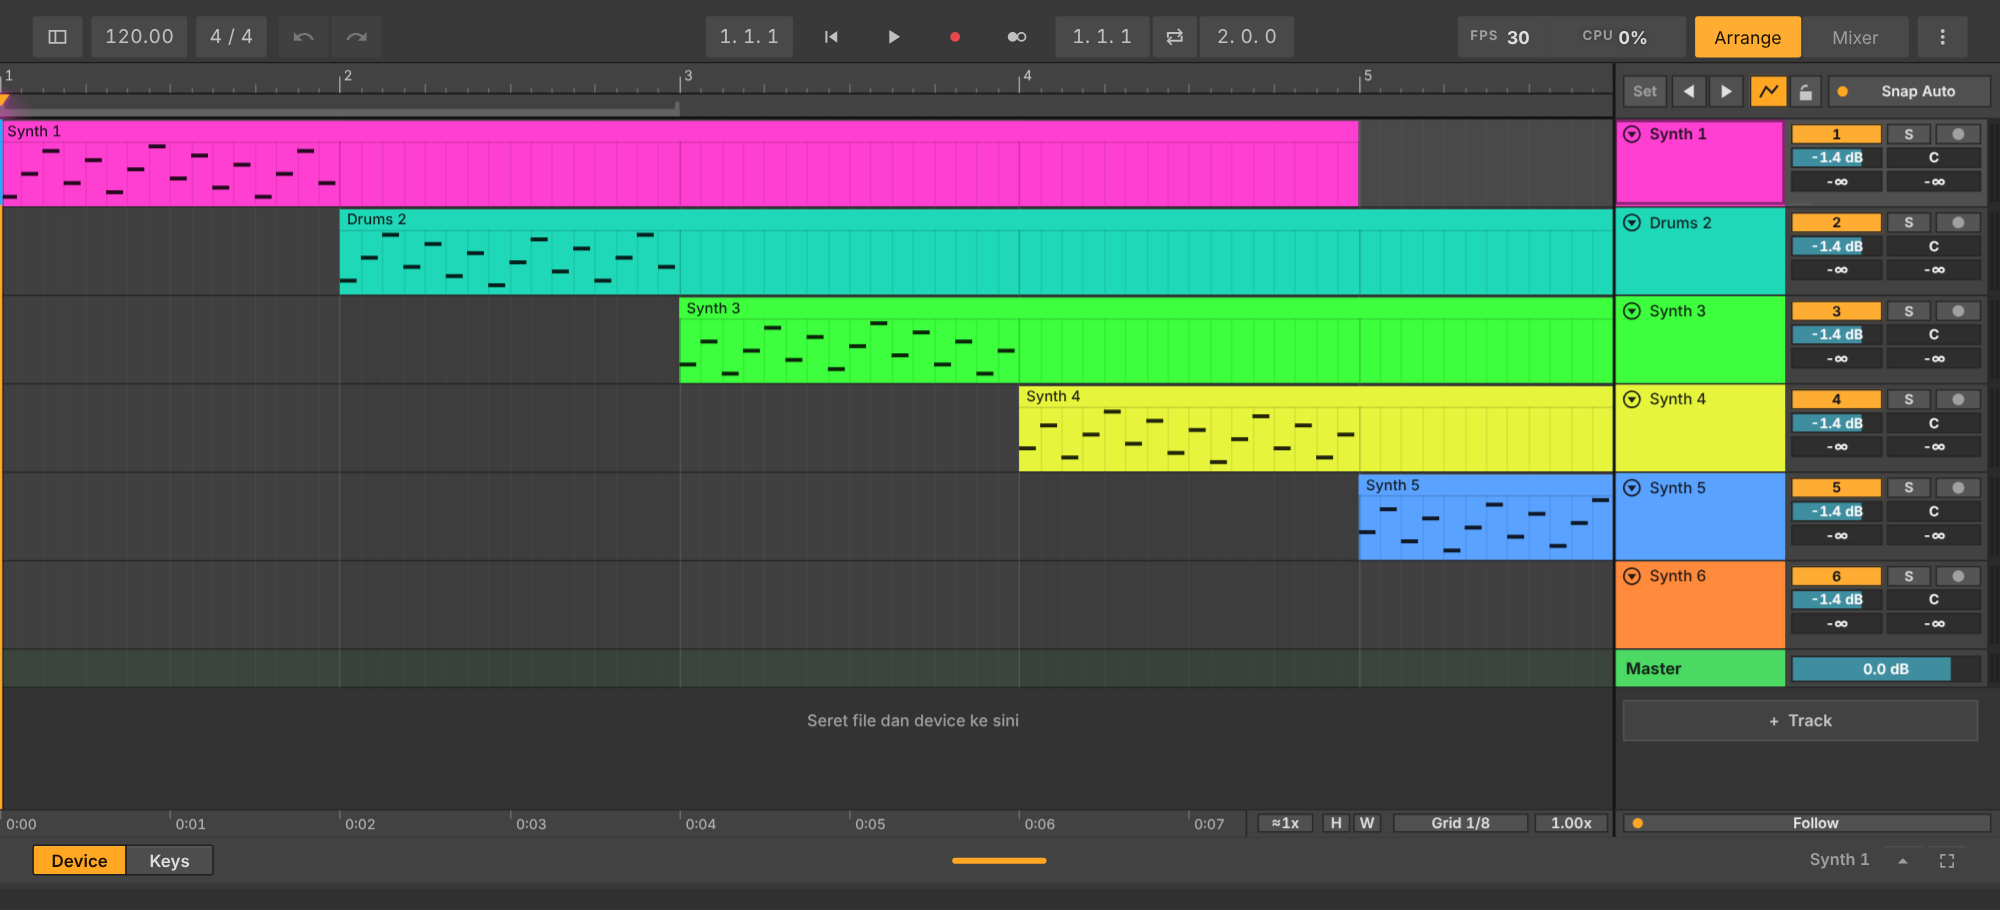 120.00 4 / 4 1. 1. 1 1. 1. 1 2. 0. 0 FPS 30 CPU 0% Arrange Mixer
1 2 3 4 5
Set Snap Auto
Synth 1
Drums 2
Synth 3
Synth 4
Synth 5
Synth 1 1 S
-1.4 dB C
-∞ -∞
Drums 2 2 S
-1.4 dB C
-∞ -∞
Synth 3 3 S
-1.4 dB C
-∞ -∞
Synth 4 4 S
-1.4 dB C
-∞ -∞
Synth 5 5 S
-1.4 dB C
-∞ -∞
Synth 6 6 S
-1.4 dB C
-∞ -∞
Master 0.0 dB
Seret file dan device ke sini
+ Track
0:00 0:01 0:02 0:03 0:04 0:05 0:06 0:07 ≈1x H W Grid 1/8 1.00x Follow
Device Keys Synth 1